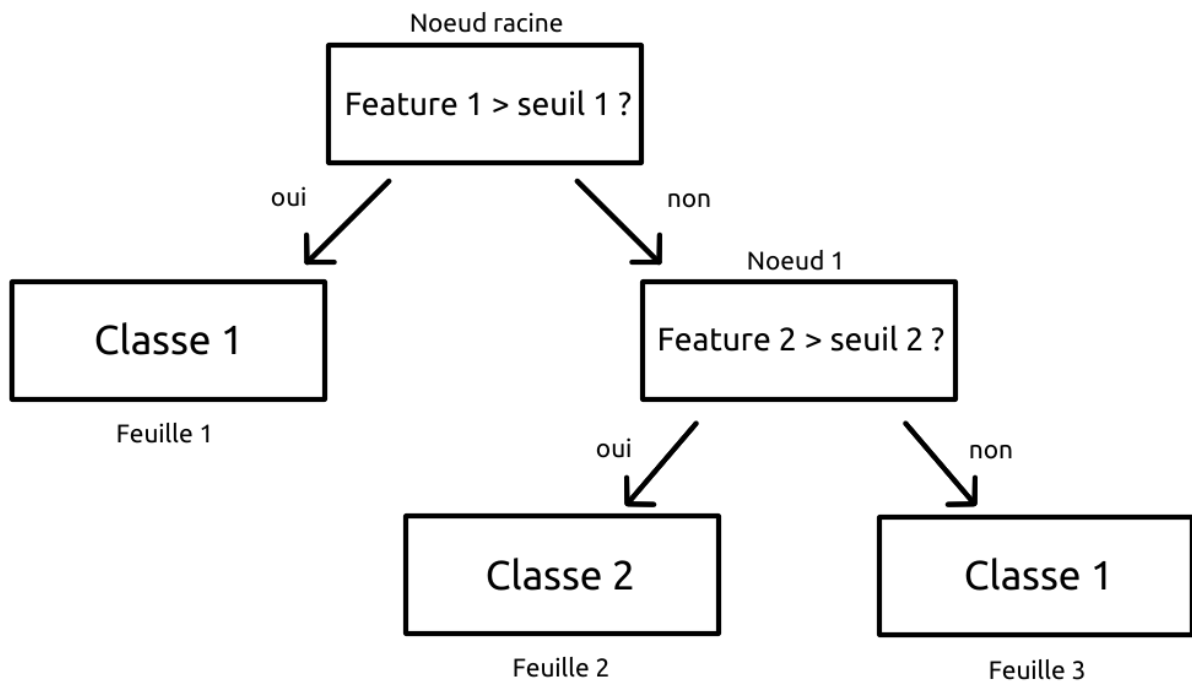 Noeud racine
Feature 1 > seuil 1 ?
oui
non
Noeud 1
Classe 1
Feature 2 > seuil 2 ?
Feuille 1
oui
non
Classe 2
Classe 1
Feuille 2
Feuille 3